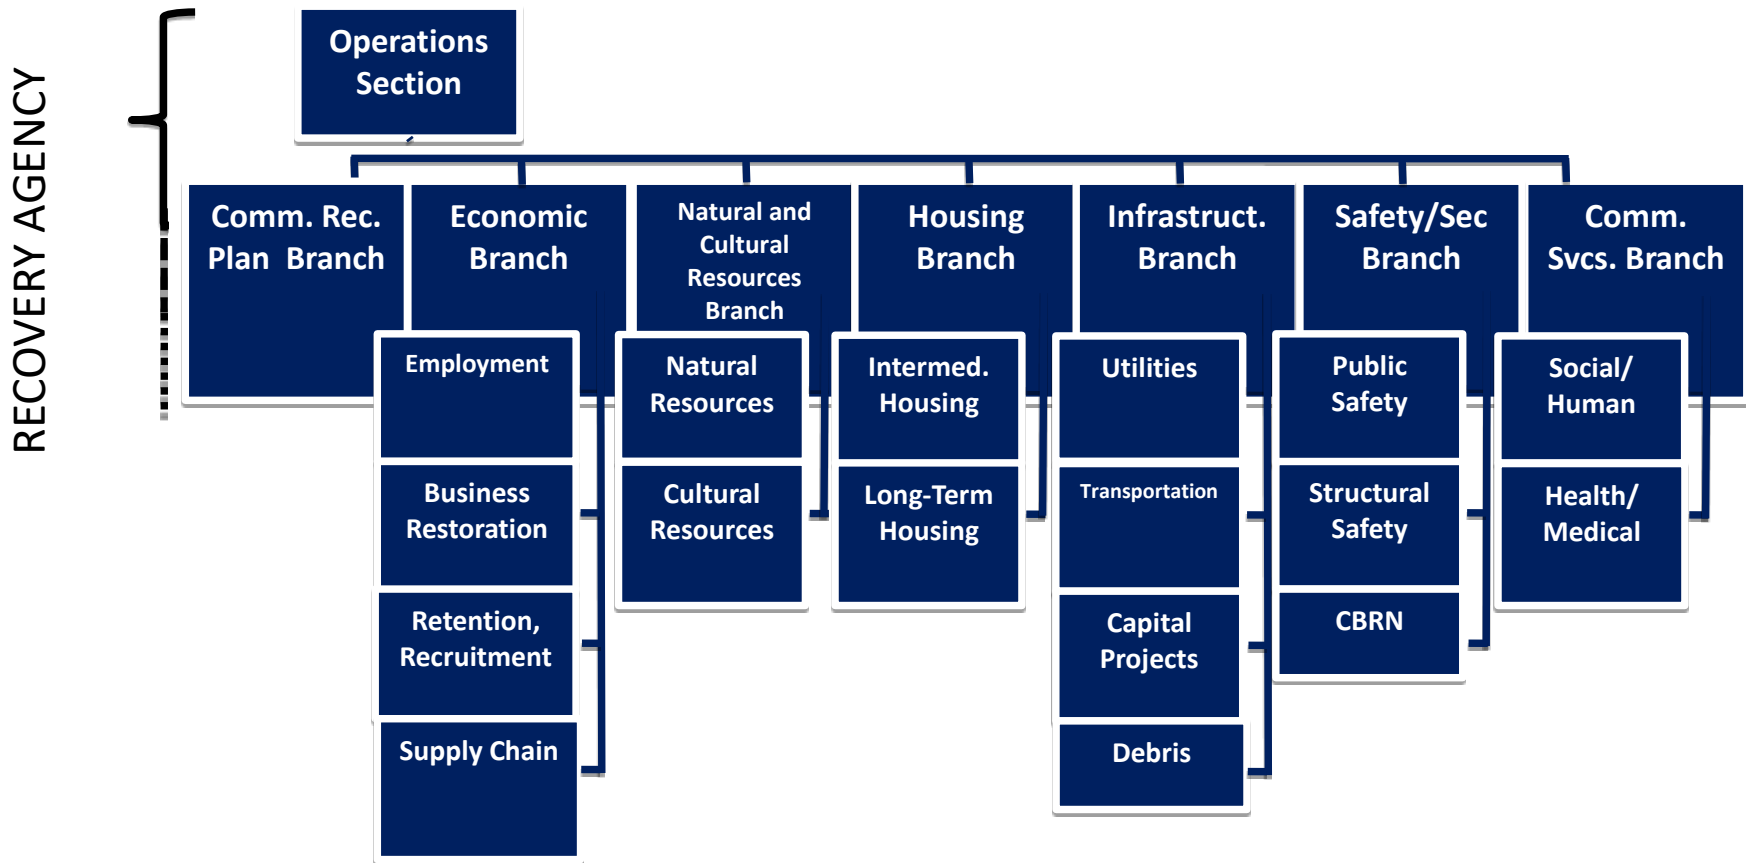 RECOVERY AGENCY
Operations
Section
Comm. Rec.
Plan Branch
Economic
Branch
Natural and
Cultural
Resources
Branch
Housing
Branch
Infrastruct.
Branch
Safety/Sec
Branch
Comm.
Svcs. Branch
Employment
Business
Restoration
Retention,
Recruitment
Supply Chain
Natural
Resources
Cultural
Resources
Intermed.
Housing
Long-Term
Housing
Utilities
Transportation
Capital
Projects
Debris
Public
Safety
Structural
Safety
CBRN
Social/
Human
Health/
Medical